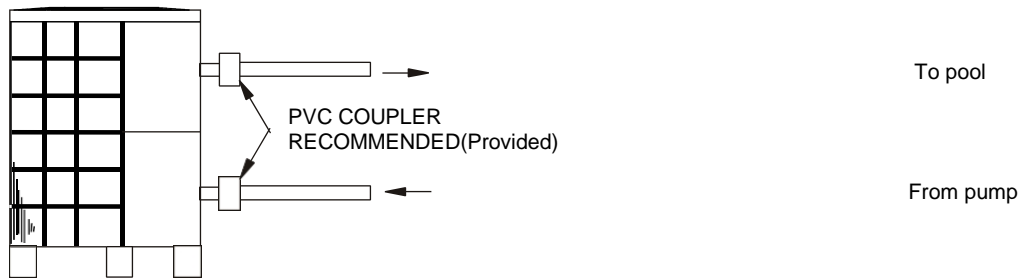 To pool
PVC COUPLER
RECOMMENDED(Provided)
From pump